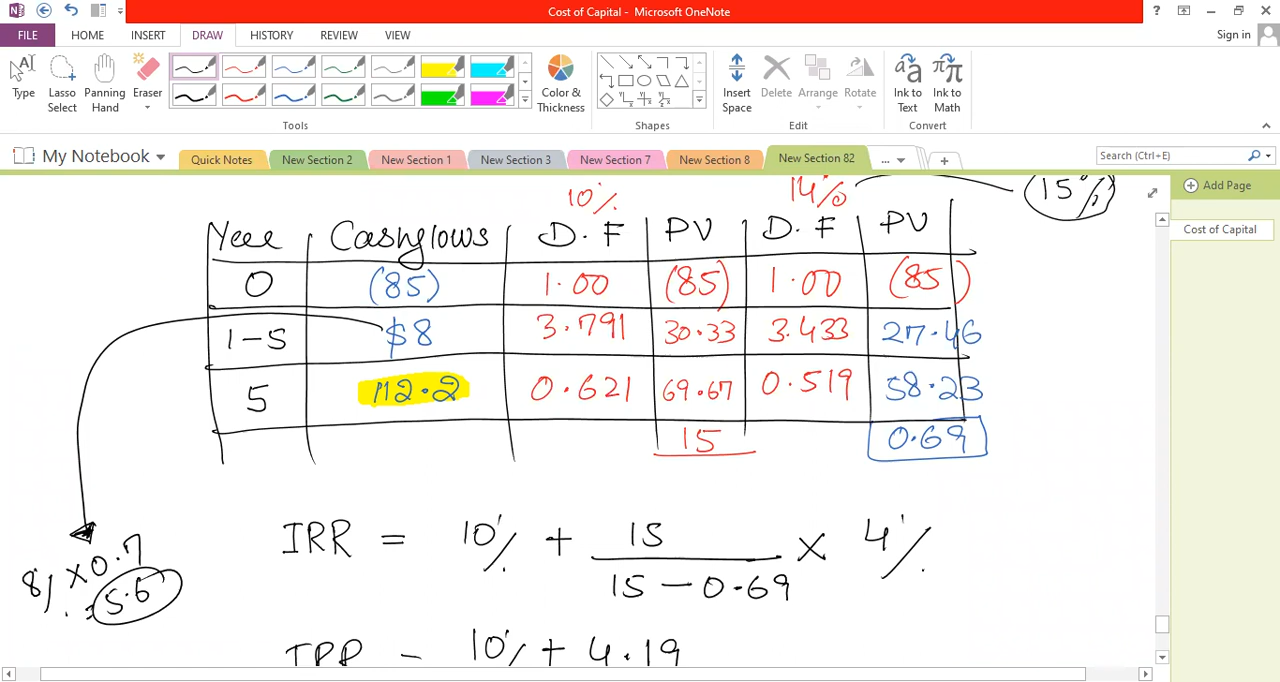 Cost of Capital - Microsoft OneNote
?
FILE HOME INSERT DRAW HISTORY REVIEW VIEW
Sign in
Type
Lasso Select
Panning Hand
Eraser
Color & Thickness
Insert Space
Delete
Arrange
Rotate
Ink to Text
Ink to Math
Tools
Shapes
Edit
Convert
My Notebook
Quick Notes New Section 2 New Section 1 New Section 3 New Section 7 New Section 8 New Section 82 ...
Search (Ctrl+E)
Add Page
Cost of Capital
10% 14% 15%
Cashflows D.F PV D.F PV
0 (85) 1.00 (85) 1.00 (85)
1-5 $8 3.791 30.33 3.433 27.46
5 112.2 0.621 69.67 0.519 58.23
15 0.69
IRR = 10% + 15 / 15 - 0.69 × 4%
8% × 0.7
5.6
IRR = 10% + 4.19